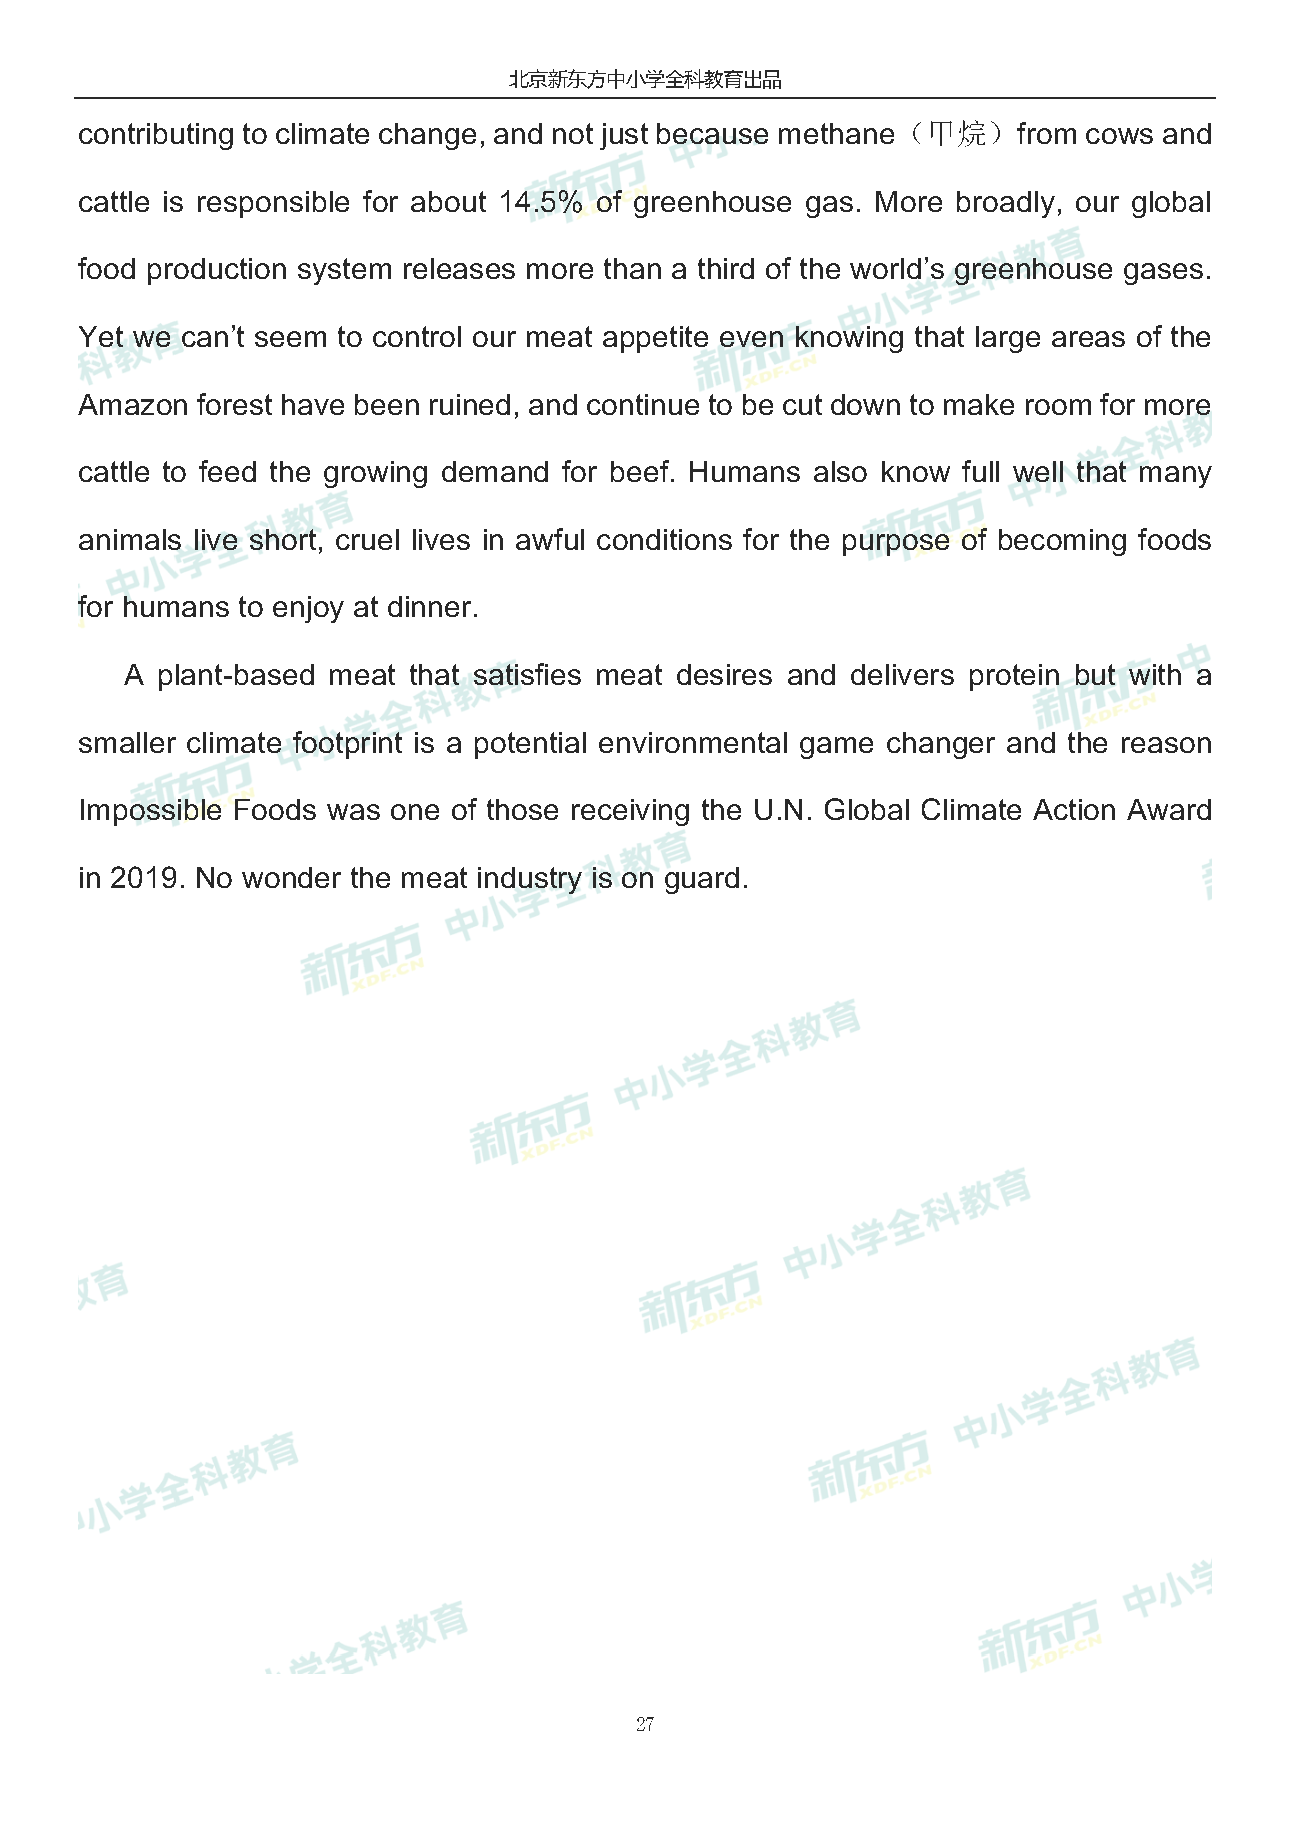 北京新东方中小学全科教育出品
contributing to climate change, and not just because methane（甲烷）from cows and
cattle is responsible for about 14.5% of greenhouse gas. More broadly, our global
food production system releases more than a third of the world’s greenhouse gases.
Yet we can’t seem to control our meat appetite even knowing that large areas of the
Amazon forest have been ruined, and continue to be cut down to make room for more
cattle to feed the growing demand for beef. Humans also know full well that many
animals live short, cruel lives in awful conditions for the purpose of becoming foods
for humans to enjoy at dinner.
A plant-based meat that satisfies meat desires and delivers protein but with a
smaller climate footprint is a potential environmental game changer and the reason
Impossible Foods was one of those receiving the U.N. Global Climate Action Award
in 2019. No wonder the meat industry is on guard.
新东方 XDF.CN 中小学全科教育
27